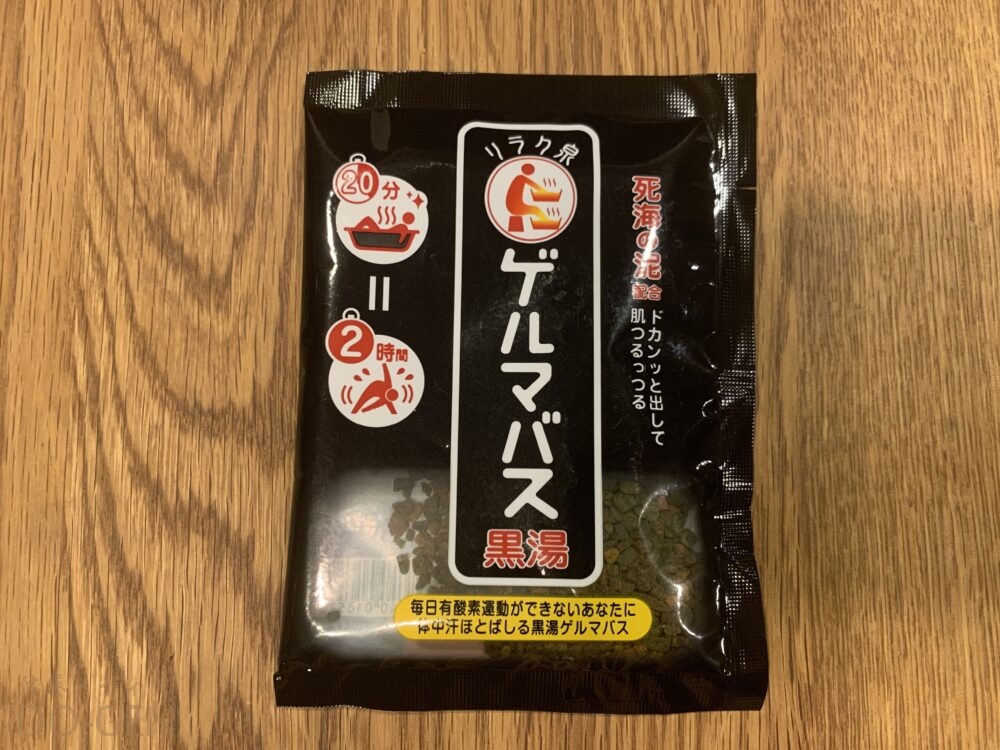 リラク泉
ゲルマバス
黒湯
死海の泥
配合
ドカンッと出して
肌つるっつる
20分
=
2時間
毎日有酸素運動ができないあなたに
体中汗ほとばしる黒湯ゲルマバス